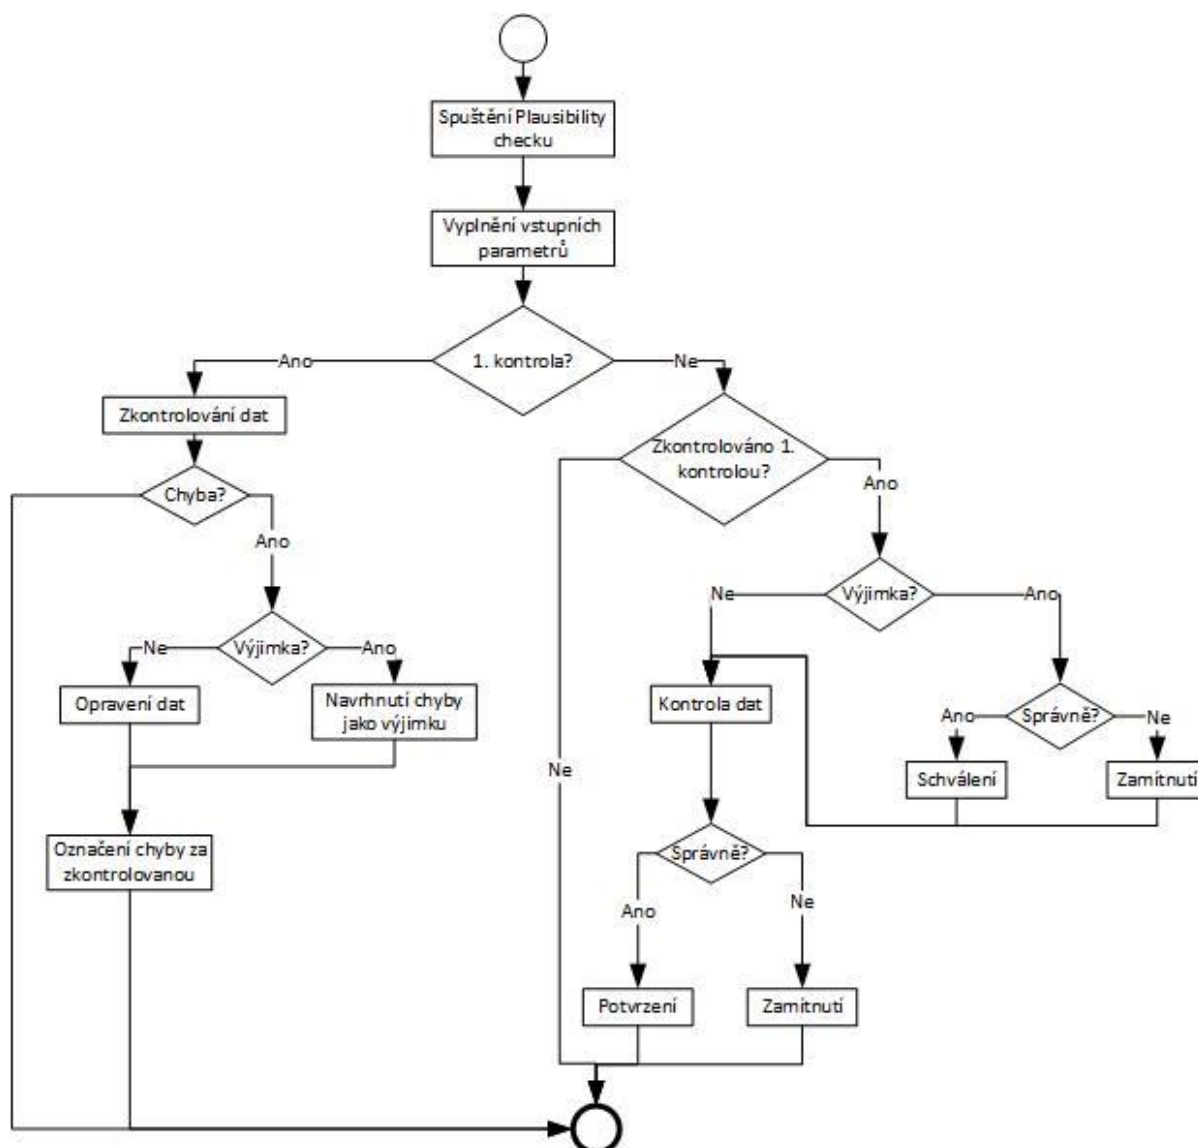 Spuštění Plausibility
checku
Vyplnění vstupních
parametrů
1. kontrola?
Ano
Ne
Zkontrolování dat
Zkontrolováno 1.
kontrolou?
Chyba?
Ano
Ano
Výjimka?
Ne
Ano
Výjimka?
Ne
Ano
Opravení dat
Navrhnutí chyby
jako výjimku
Kontrola dat
Správně?
Ano
Ne
Ne
Schválení
Zamítnutí
Označení chyby za
zkontrolovanou
Správně?
Ano
Ne
Potvrzení
Zamítnutí